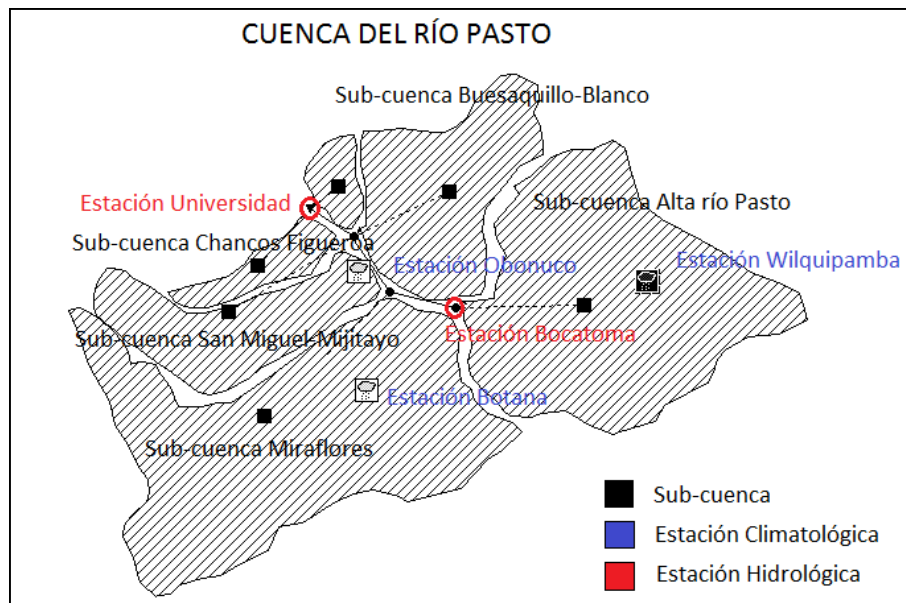 CUENCA DEL RÍO PASTO
Sub-cuenca Buesaquillo-Blanco
Estación Universidad
Sub-cuenca Alta río Pasto
Sub-cuenca Chancos Figueroa
Estación Obonuco
Estación Wilquipamba
Sub-cuenca San Miguel-Mijitayo
Estación Bocatoma
Estación Botana
Sub-cuenca Miraflores
Sub-cuenca
Estación Climatológica
Estación Hidrológica